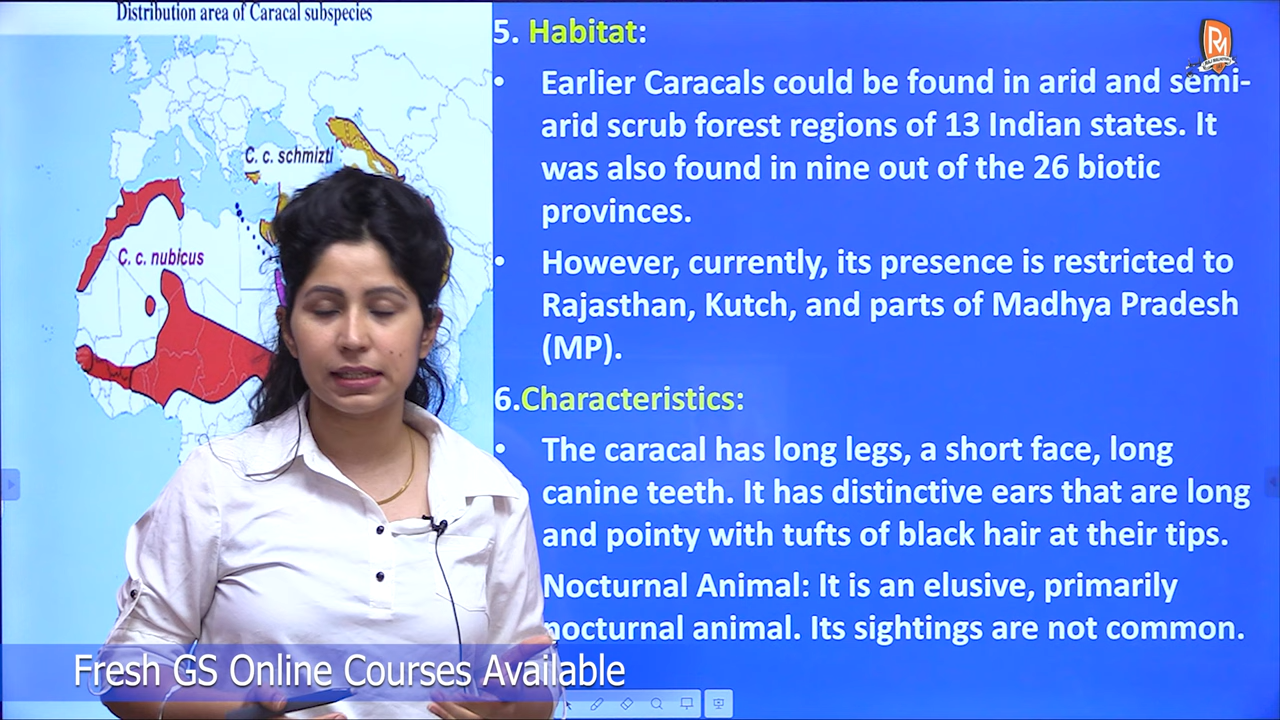 Distribution area of Caracal subspecies
C. c. schmizti
C. c. nubicus
5. Habitat:
• Earlier Caracals could be found in arid and semi-
arid scrub forest regions of 13 Indian states. It
was also found in nine out of the 26 biotic
provinces.
• However, currently, its presence is restricted to
Rajasthan, Kutch, and parts of Madhya Pradesh
(MP).
6.Characteristics:
• The caracal has long legs, a short face, long
canine teeth. It has distinctive ears that are long
and pointy with tufts of black hair at their tips.
Nocturnal Animal: It is an elusive, primarily
nocturnal animal. Its sightings are not common.
RM
Fresh GS Online Courses Available